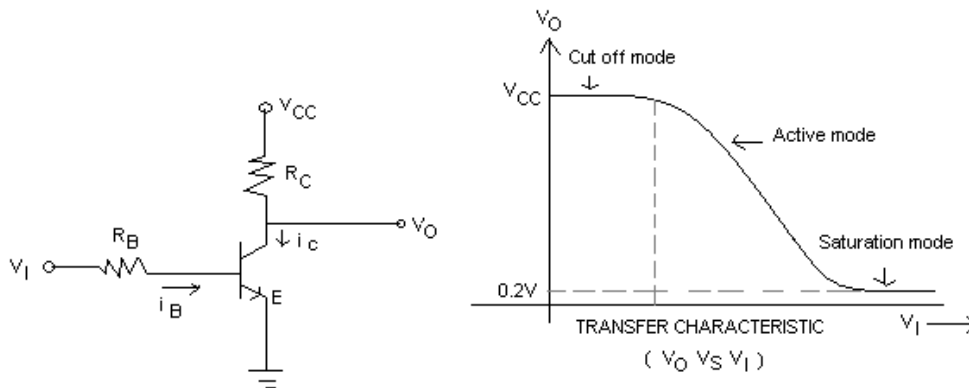 V_CC
R_C
V_O
i_c
R_B
V_I
i_B
E
V_O
Cut off mode
V_CC
Active mode
Saturation mode
0.2V
V_I
TRANSFER CHARACTERISTIC
( V_O V_S V_I )